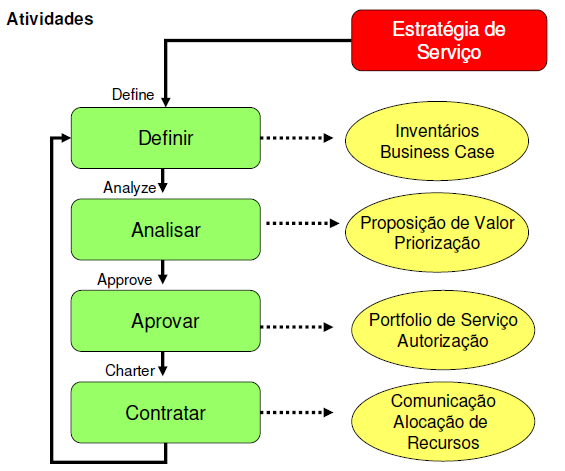 Atividades
Estratégia de
Serviço
Define
Definir
Inventários
Business Case
Analyze
Analisar
Proposição de Valor
Priorização
Approve
Aprovar
Portfolio de Serviço
Autorização
Charter
Contratar
Comunicação
Alocação de
Recursos